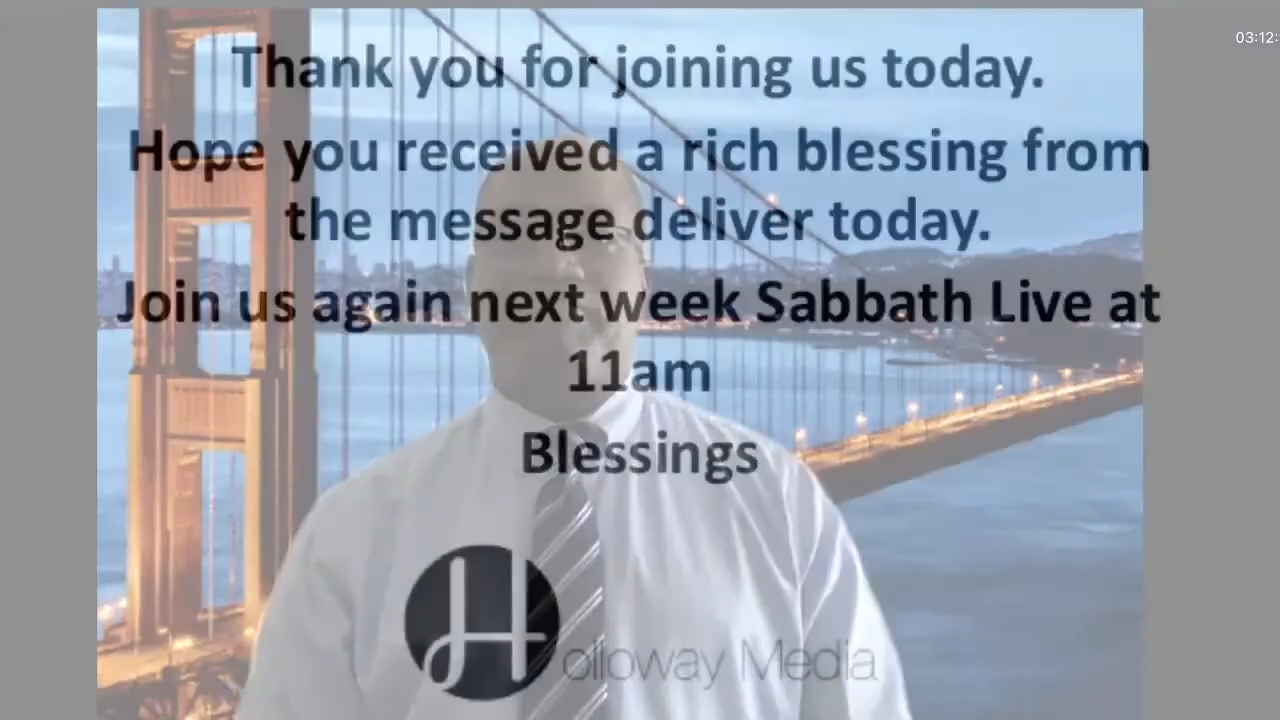 03:12:
Thank you for joining us today.
Hope you received a rich blessing from
the message deliver today.
Join us again next week Sabbath Live at
11am
Blessings
Holloway Media